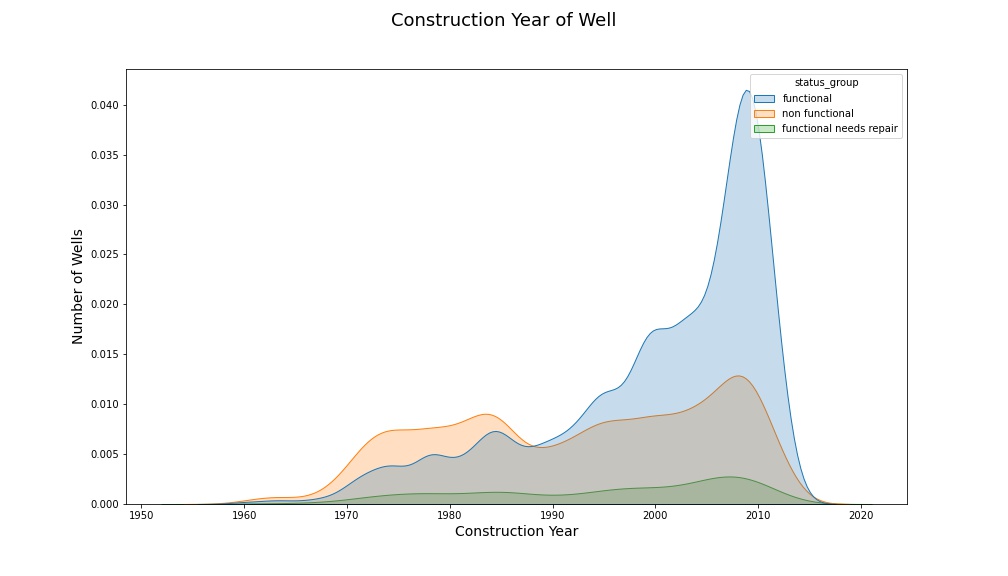 Construction Year of Well
status_group
functional
non functional
functional needs repair
0.040
0.035
0.030
0.025
0.020
0.015
0.010
0.005
0.000
Number of Wells
1950 1960 1970 1980 1990 2000 2010 2020
Construction Year